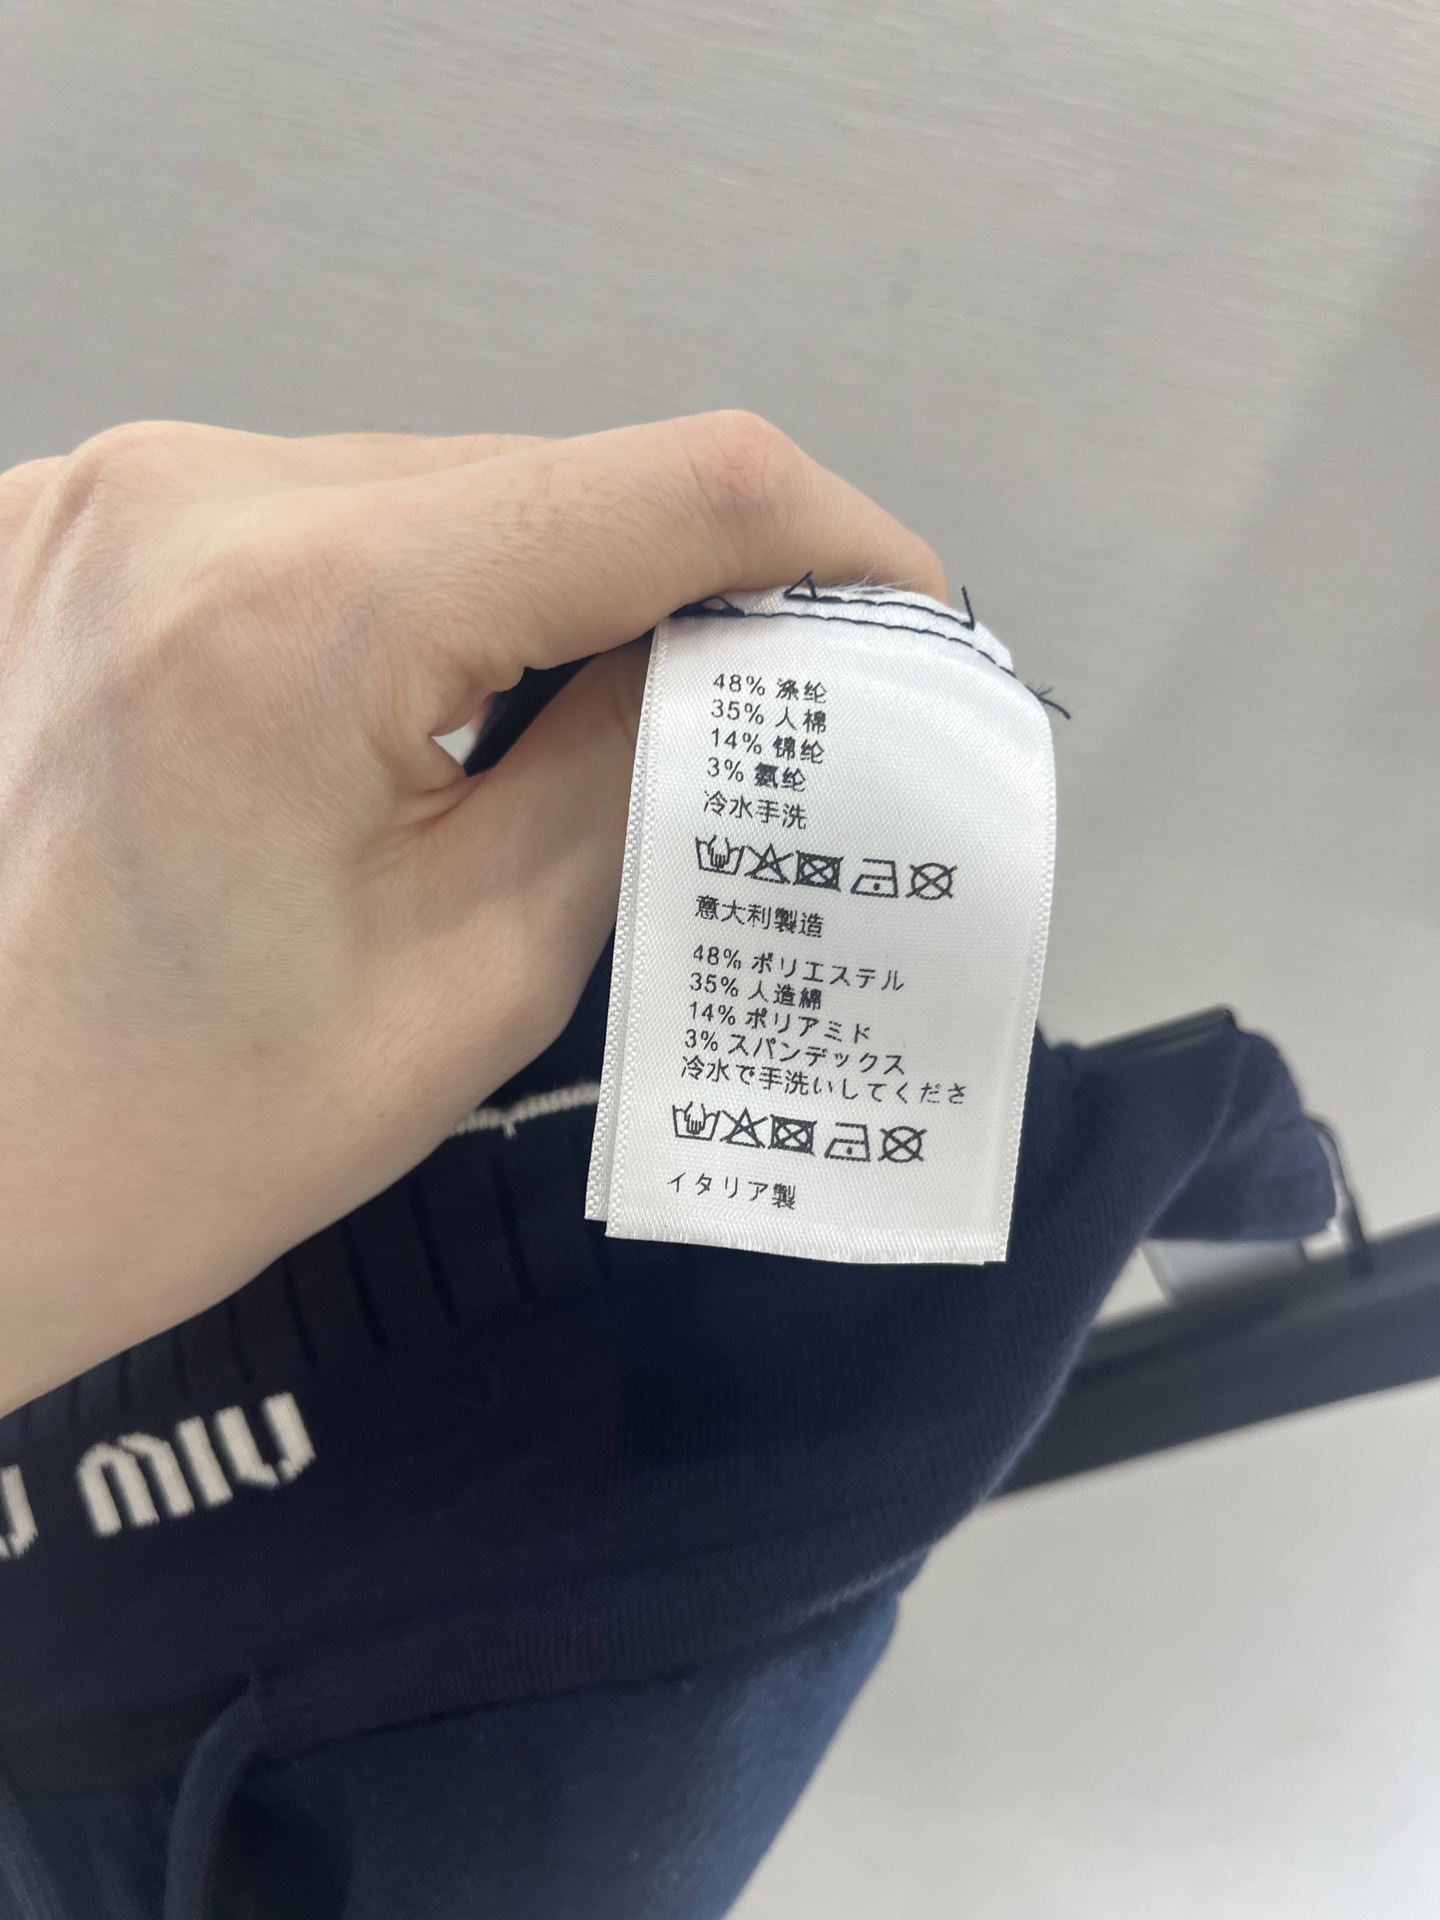 48% 涤纶
35% 人棉
14% 锦纶
3% 氨纶
冷水手洗
意大利製造
48% ポリエステル
35% 人造綿
14% ポリアミド
3% スパンデックス
冷水で手洗いしてくださ
イタリア製
MIU